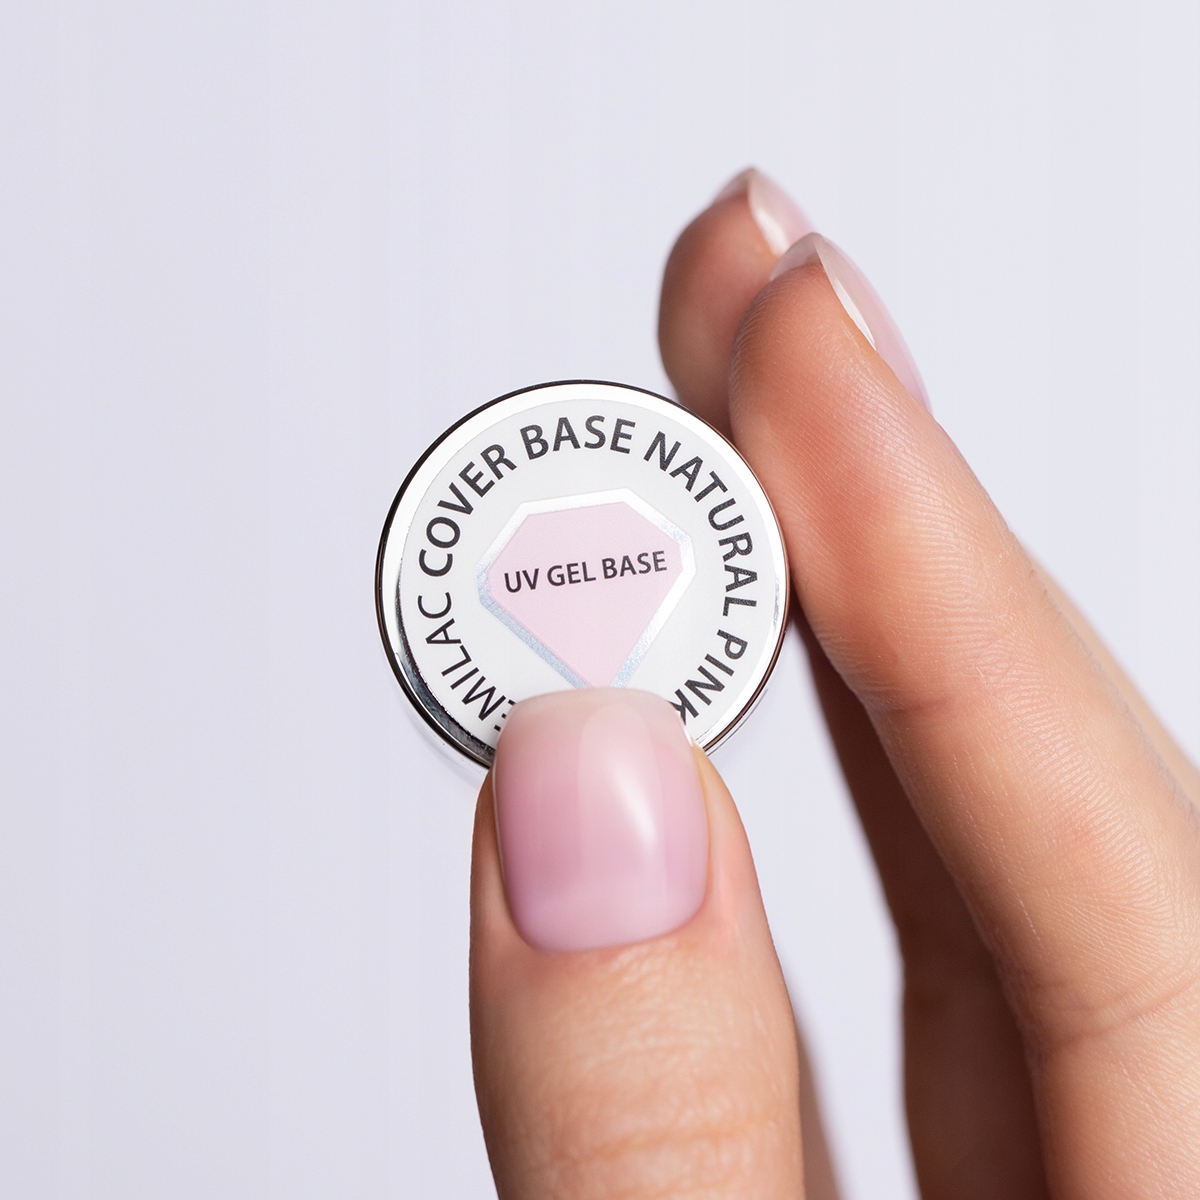 EMILAC COVER BASE NATURAL PINK
UV GEL BASE